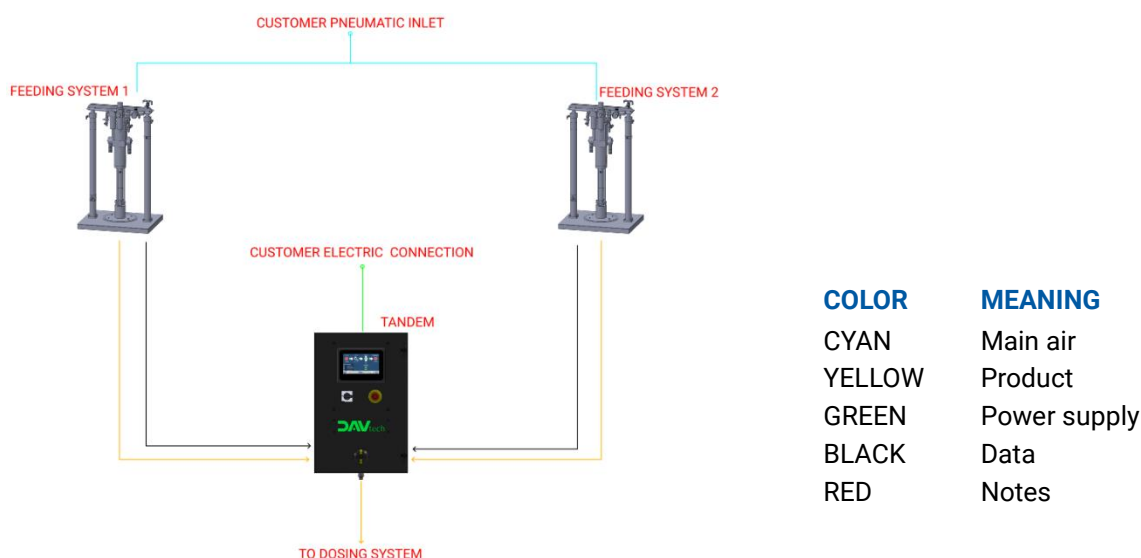 CUSTOMER PNEUMATIC INLET
FEEDING SYSTEM 1
FEEDING SYSTEM 2
CUSTOMER ELECTRIC CONNECTION
TANDEM
DAVtech
TO DOSING SYSTEM
COLOR MEANING
CYAN Main air
YELLOW Product
GREEN Power supply
BLACK Data
RED Notes